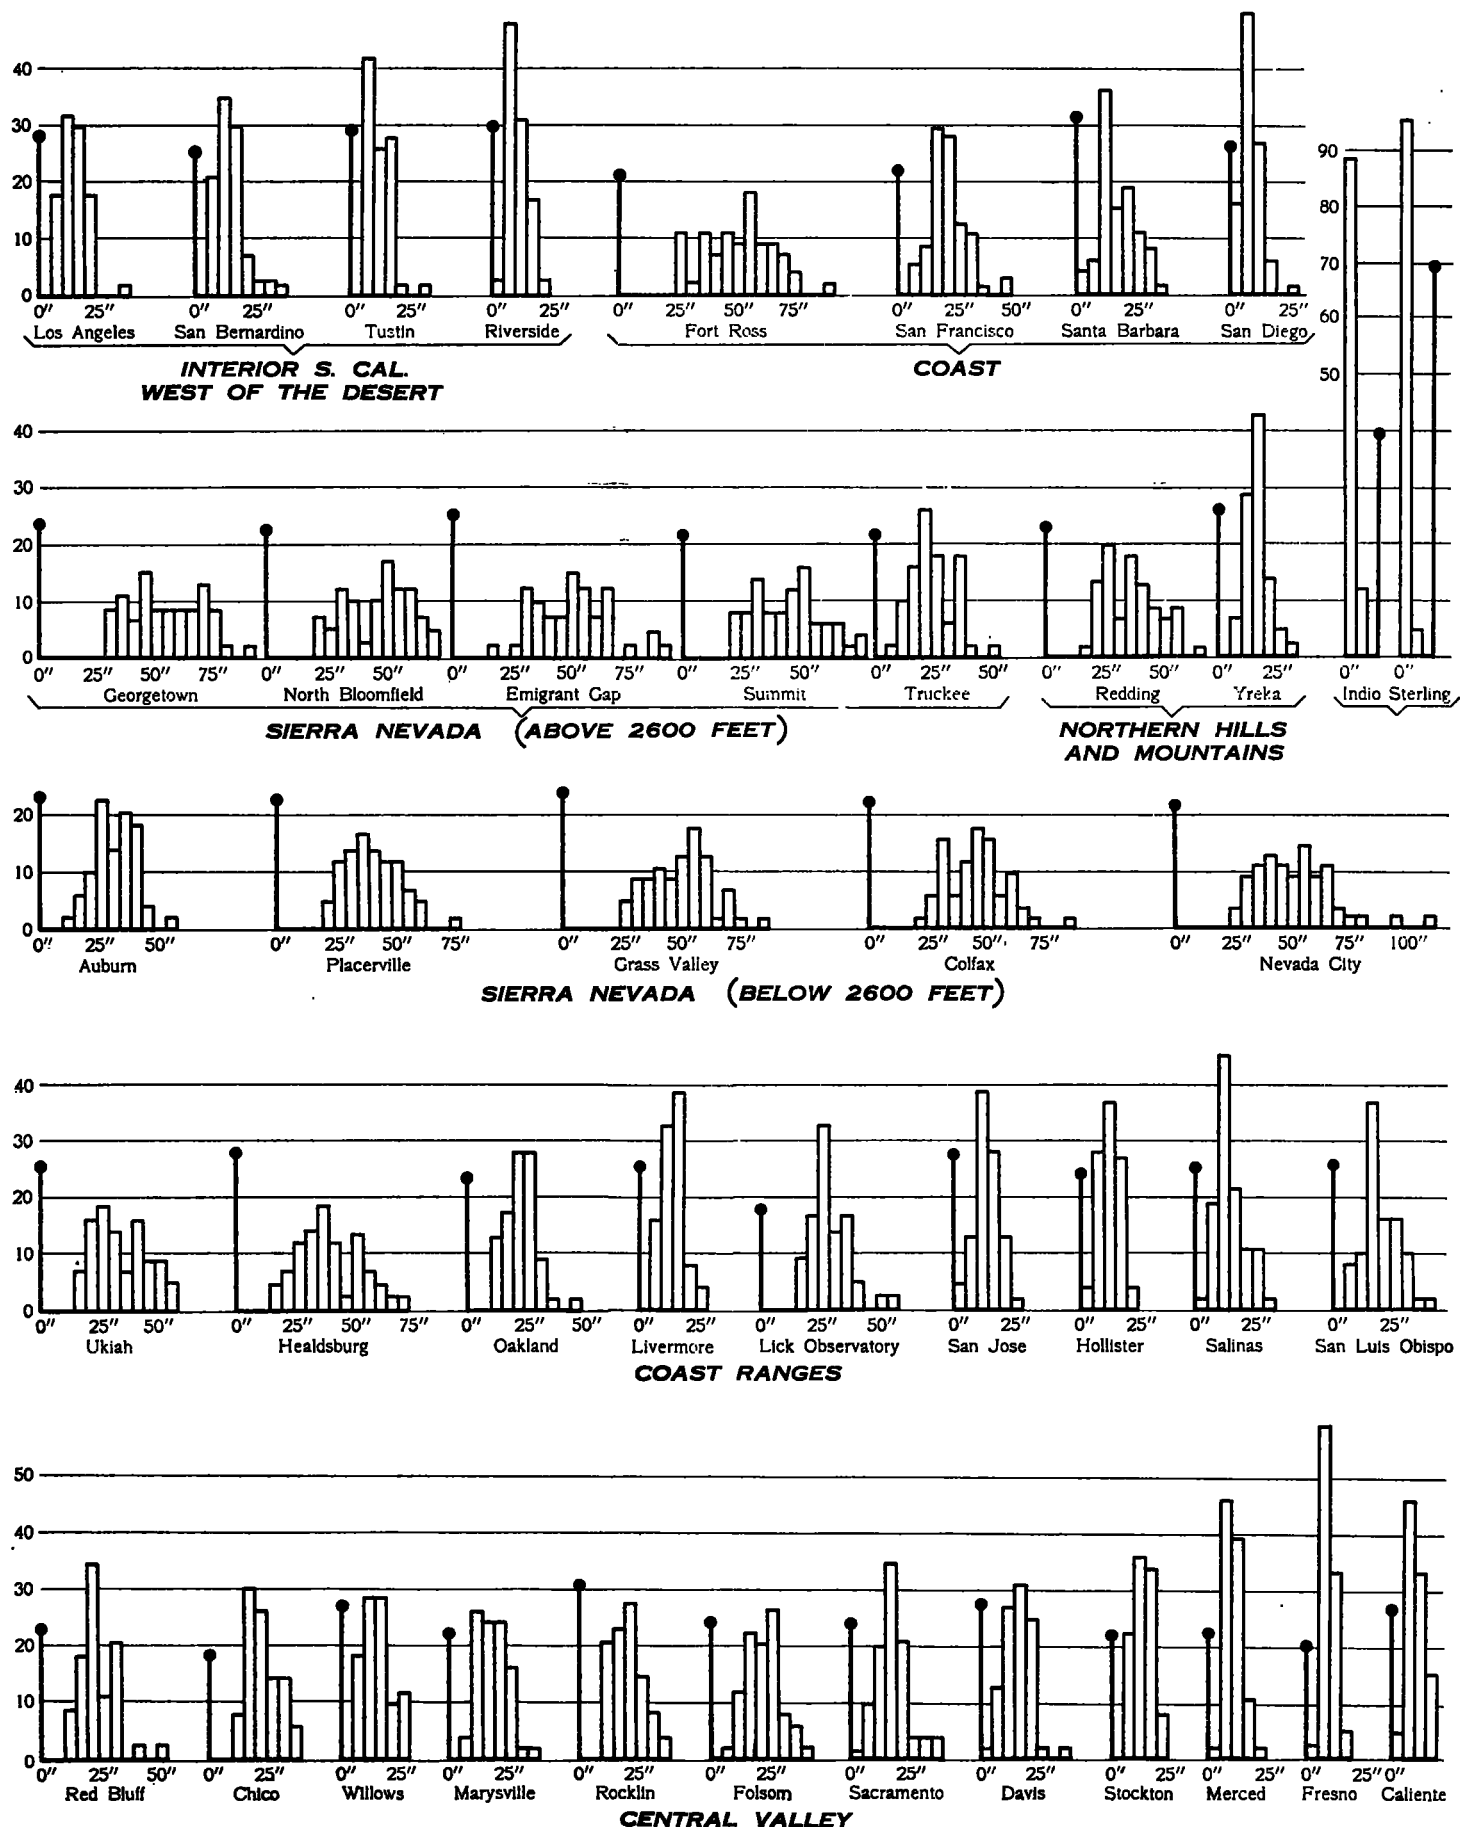 40
30
20
10
0
90
80
70
60
50
0″ 25″ 0″ 25″ 0″ 25″ 0″ 25″ 0″ 25″ 50″ 75″ 0″ 25″ 0″ 25″ 0″ 25″
Los Angeles San Bernardino Tustin Riverside Fort Ross San Francisco Santa Barbara San Diego
INTERIOR S. CAL.
WEST OF THE DESERT
COAST
40
30
20
10
0
0″ 25″ 50″ 75″ 0″ 25″ 50″ 0″ 25″ 50″ 75″ 0″ 25″ 50″ 0″ 25″ 50″ 0″ 25″ 50″ 0″ 25″ 0″ 0″
Georgetown North Bloomfield Emigrant Gap Summit Truckee Redding Yreka Indio Sterling
SIERRA NEVADA (ABOVE 2600 FEET)
NORTHERN HILLS
AND MOUNTAINS
20
10
0
0″ 25″ 50″ 0″ 25″ 50″ 75″ 0″ 25″ 50″ 75″ 0″ 25″ 50″ 75″ 0″ 25″ 50″ 75″ 100″
Auburn Placerville Grass Valley Colfax Nevada City
SIERRA NEVADA (BELOW 2600 FEET)
40
30
20
10
0
0″ 25″ 50″ 0″ 25″ 50″ 75″ 0″ 25″ 50″ 0″ 25″ 0″ 25″ 50″ 0″ 25″ 0″ 25″ 0″ 25″ 0″ 25″
Ukiah Healdsburg Oakland Livermore Lick Observatory San Jose Hollister Salinas San Luis Obispo
COAST RANGES
50
40
30
20
10
0
0″ 25″ 50″ 0″ 25″ 0″ 25″ 0″ 25″ 0″ 25″ 0″ 25″ 0″ 25″ 0″ 25″ 0″ 25″ 0″ 25″ 0″ 25″ 0″
Red Bluff Chico Willows Marysville Rocklin Folsom Sacramento Davis Stockton Merced Fresno Caliente
CENTRAL VALLEY